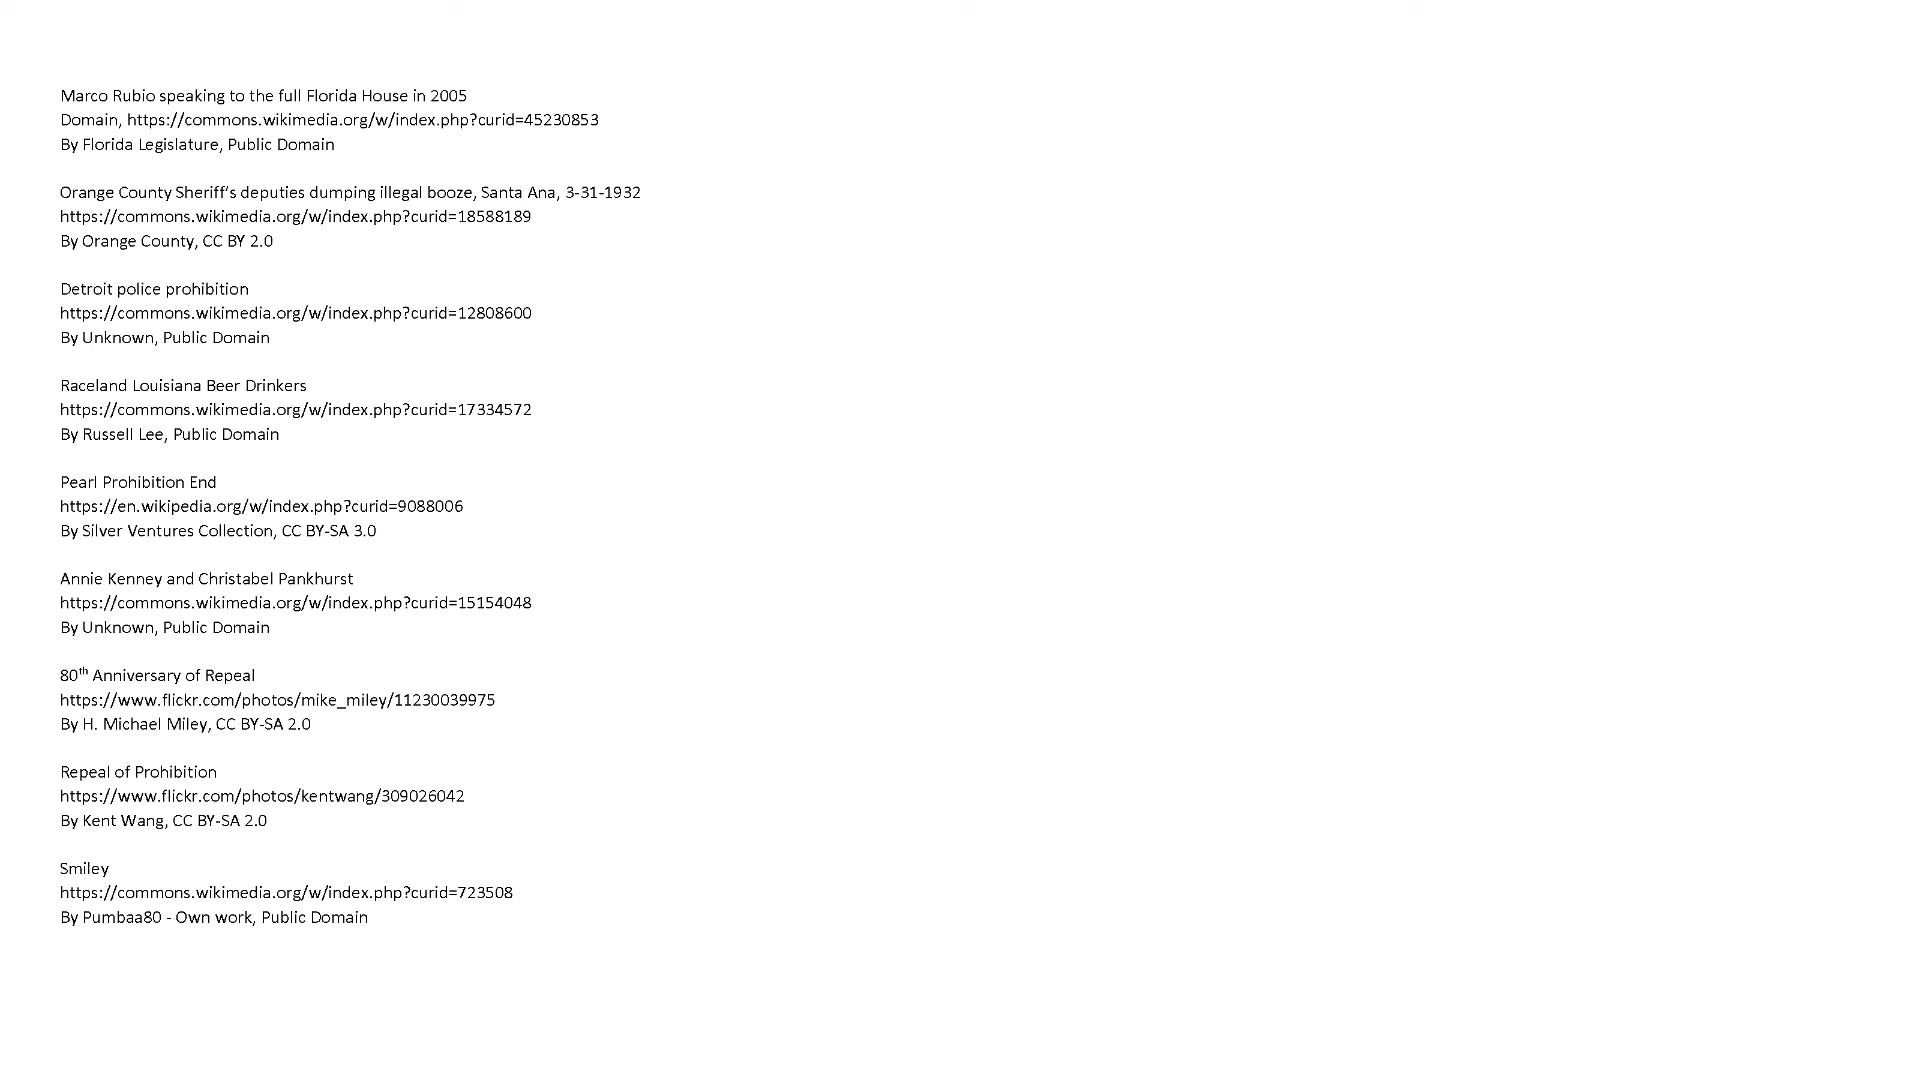 Marco Rubio speaking to the full Florida House in 2005
Domain, https://commons.wikimedia.org/w/index.php?curid=45230853
By Florida Legislature, Public Domain
Orange County Sheriff's deputies dumping illegal booze, Santa Ana, 3-31-1932
https://commons.wikimedia.org/w/index.php?curid=18588189
By Orange County, CC BY 2.0
Detroit police prohibition
https://commons.wikimedia.org/w/index.php?curid=12808600
By Unknown, Public Domain
Raceland Louisiana Beer Drinkers
https://commons.wikimedia.org/w/index.php?curid=17334572
By Russell Lee, Public Domain
Pearl Prohibition End
https://en.wikipedia.org/w/index.php?curid=9088006
By Silver Ventures Collection, CC BY-SA 3.0
Annie Kenney and Christabel Pankhurst
https://commons.wikimedia.org/w/index.php?curid=15154048
By Unknown, Public Domain
80th Anniversary of Repeal
https://www.flickr.com/photos/mike_miley/11230039975
By H. Michael Miley, CC BY-SA 2.0
Repeal of Prohibition
https://www.flickr.com/photos/kentwang/309026042
By Kent Wang, CC BY-SA 2.0
Smiley
https://commons.wikimedia.org/w/index.php?curid=723508
By Pumbaa80 - Own work, Public Domain